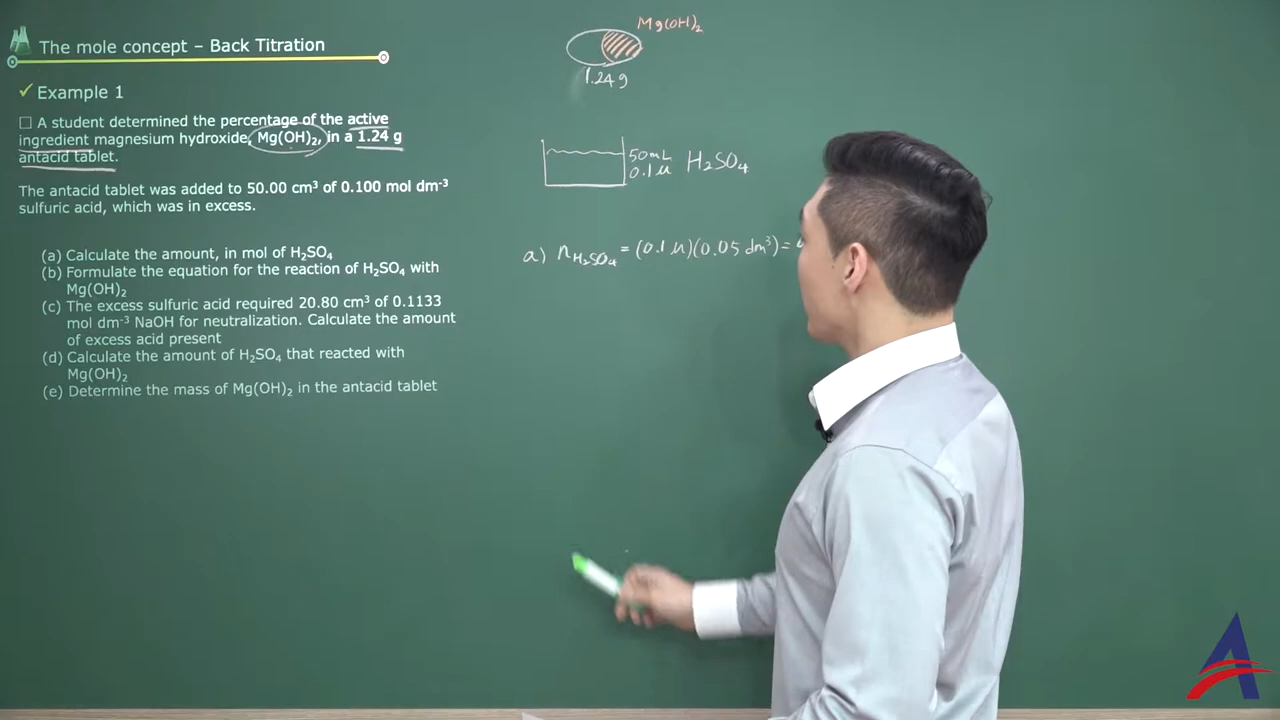 The mole concept – Back Titration
✓ Example 1
□ A student determined the percentage of the active
ingredient magnesium hydroxide, Mg(OH)₂, in a 1.24 g
antacid tablet.
The antacid tablet was added to 50.00 cm³ of 0.100 mol dm⁻³
sulfuric acid, which was in excess.
(a) Calculate the amount, in mol of H₂SO₄
(b) Formulate the equation for the reaction of H₂SO₄ with
Mg(OH)₂
(c) The excess sulfuric acid required 20.80 cm³ of 0.1133
mol dm⁻³ NaOH for neutralization. Calculate the amount
of excess acid present
(d) Calculate the amount of H₂SO₄ that reacted with
Mg(OH)₂
(e) Determine the mass of Mg(OH)₂ in the antacid tablet
Mg(OH)₂
1.24g
50mL
0.1M H₂SO₄
a) n H₂SO₄ = (0.1M)(0.05 dm³) =